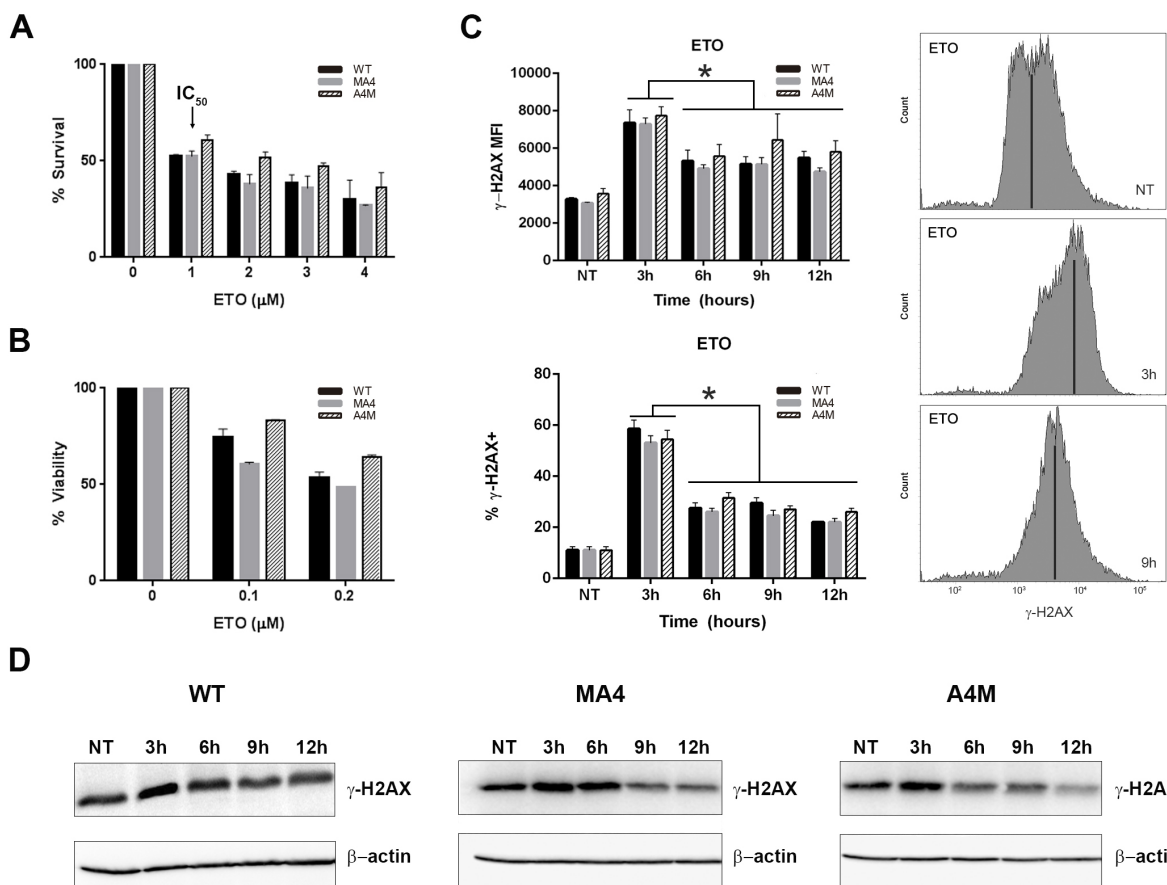 A
% Survival
100
50
0
IC50
WT
MA4
A4M
0 1 2 3 4
ETO (μM)
B
% Viability
100
50
0
WT
MA4
A4M
0 0.1 0.2
ETO (μM)
C
ETO
γ-H2AX MFI
10000
8000
6000
4000
2000
0
*
WT
MA4
A4M
NT 3h 6h 9h 12h
Time (hours)
ETO
% γ-H2AX+
80
60
40
20
0
*
WT
MA4
A4M
NT 3h 6h 9h 12h
Time (hours)
ETO
Count
NT
ETO
Count
3h
ETO
Count
9h
10² 10³ 10⁴ 10⁵
γ-H2AX
D
WT
NT 3h 6h 9h 12h
γ-H2AX
β-actin
MA4
NT 3h 6h 9h 12h
γ-H2AX
β-actin
A4M
NT 3h 6h 9h 12h
γ-H2A
β-acti